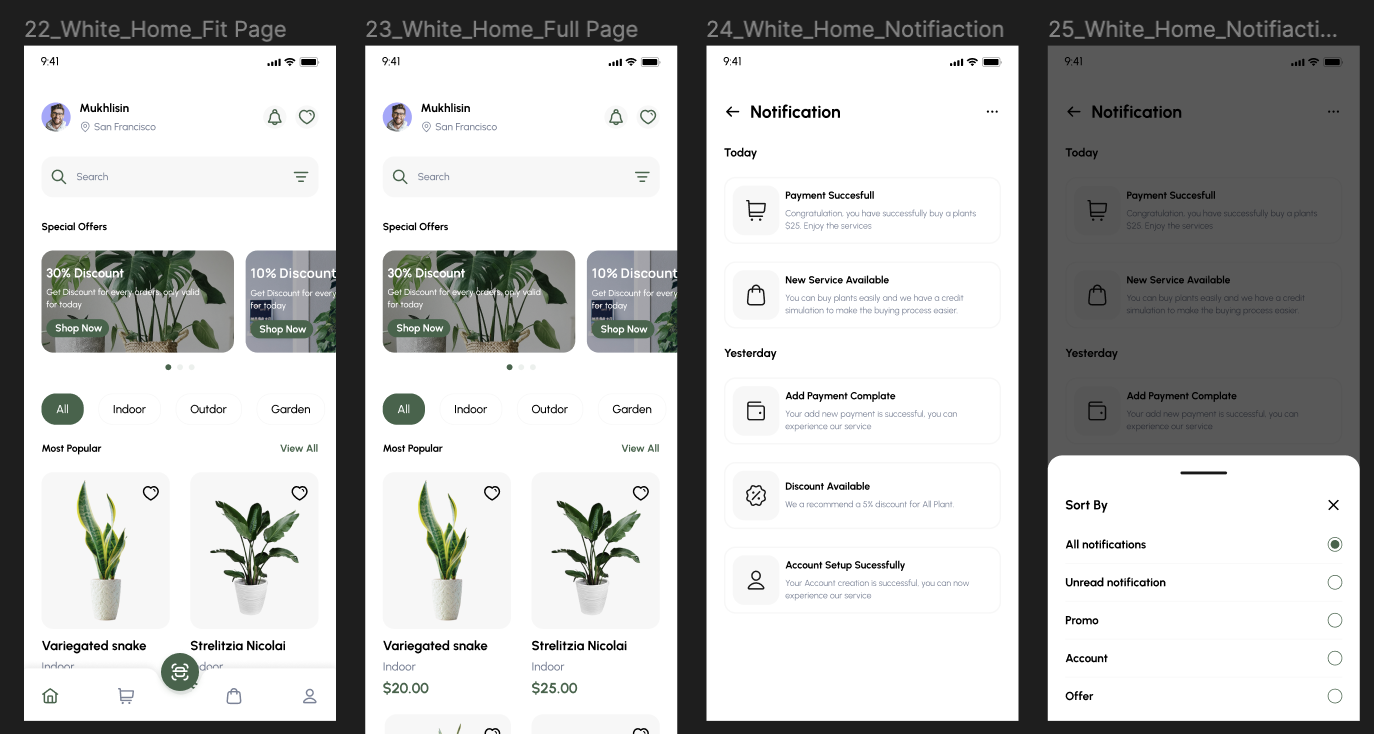 22_White_Home_Fit Page
9:41
Mukhlisin
San Francisco
Search
Special Offers
30% Discount
Get Discount for every orders, only valid
for today
Shop Now
10% Discount
Get Discount for every
for today
Shop Now
All
Indoor
Outdor
Garden
Most Popular
View All
Variegated snake
Strelitzia Nicolai
Indoor
ndoor
23_White_Home_Full Page
9:41
Mukhlisin
San Francisco
Search
Special Offers
30% Discount
Get Discount for every orders, only valid
for today
Shop Now
10% Discount
Get Discount for every
for today
Shop Now
All
Indoor
Outdor
Garden
Most Popular
View All
Variegated snake
Strelitzia Nicolai
Indoor
Indoor
$20.00
$25.00
24_White_Home_Notifiaction
9:41
Notification
Today
Payment Succesfull
Congratulation, you have successfully buy a plants
$25. Enjoy the services
New Service Available
You can buy plants easily and we have a credit
simulation to make the buying process easier.
Yesterday
Add Payment Complate
Your add new payment is successful, you can
experience our service
Discount Available
We a recommend a 5% discount for All Plant.
Account Setup Sucessfully
Your Account creation is successful, you can now
experience our service
25_White_Home_Notifiacti...
9:41
Notification
Today
Payment Succesfull
Congratulation, you have successfully buy a plants
$25. Enjoy the services
New Service Available
You can buy plants easily and we have a credit
simulation to make the buying process easier.
Yesterday
Add Payment Complate
Your add new payment is successful, you can
experience our service
Sort By
All notifications
Unread notification
Promo
Account
Offer